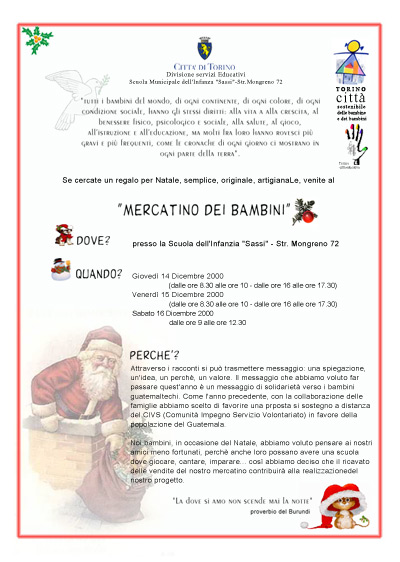 CITTA' DI TORINO
Divisione servizi Educativi
Scuola Municipale dell'Infanza "Sassi"-Str.Mongreno 72
TORINO
città
sostenibile
delle bambine
e dei bambini
"TUTTI I BAMBINI DEL MONDO, DI OGNI CONTINENTE, DI OGNI COLORE, DI OGNI
CONDIZIONE SOCIALE, HANNO GLI STESSI DIRITTI: ALLA VITA A ALLA CRESCITA, AL
BENESSERE FISICO, PSICOLOGICO E SOCIALE, ALLA SALUTE, AL GIOCO,
ALL'ISTRUZIONE E ALL'EDUCAZIONE, MA MOLTI FRA LORO HANNO ROVESCI PIÙ
GRAVI E PIÙ FREQUENTI, COME LE CRONACHE DI OGNI GIORNO CI MOSTRANO IN
OGNI PARTE DELLA TERRA".
Se cercate un regalo per Natale, semplice, originale, artigianaLe, venite al
"MERCATINO DEI BAMBINI"
DOVE?
presso la Scuola dell'Infanzia "Sassi" - Str. Mongreno 72
QUANDO?
Giovedì 14 Dicembre 2000
(dalle ore 8.30 alle ore 10 - dalle ore 16 alle ore 17.30)
Venerdì 15 Dicembre 2000
(dalle ore 8.30 alle ore 10 - dalle ore 16 alle ore 17.30)
Sabato 16 Dicembre 2000
dalle ore 9 alle ore 12.30
PERCHE'?
Attraverso i racconti si può trasmettere messaggio: una spiegazione,
un'idea, un perchè, un valore. Il messaggio che abbiamo voluto far
passare quest'anno è un messaggio di solidarietà verso i bambini
guatemaltechi. Come l'anno precedente, con la collaborazione delle
famiglie abbiamo scelto di favorire una prposta si sostegno a distanza
del CIVS (Comunità Impegno Servizio Volontariato) in favore della
popolazione del Guatemala.
Noi bambini, in occasione del Natale, abbiamo voluto pensare ai nostri
amici meno fortunati, perchè anche loro possano avere una scuola
dove giocare, cantare, imparare... così abbiamo deciso che il ricavato
delle vendite del nostro mercatino contribuirà alla realizzazionedel
nostro progetto.
"LA DOVE SI AMO NON SCENDE MAI LA NOTTE"
proverbio del Burundi